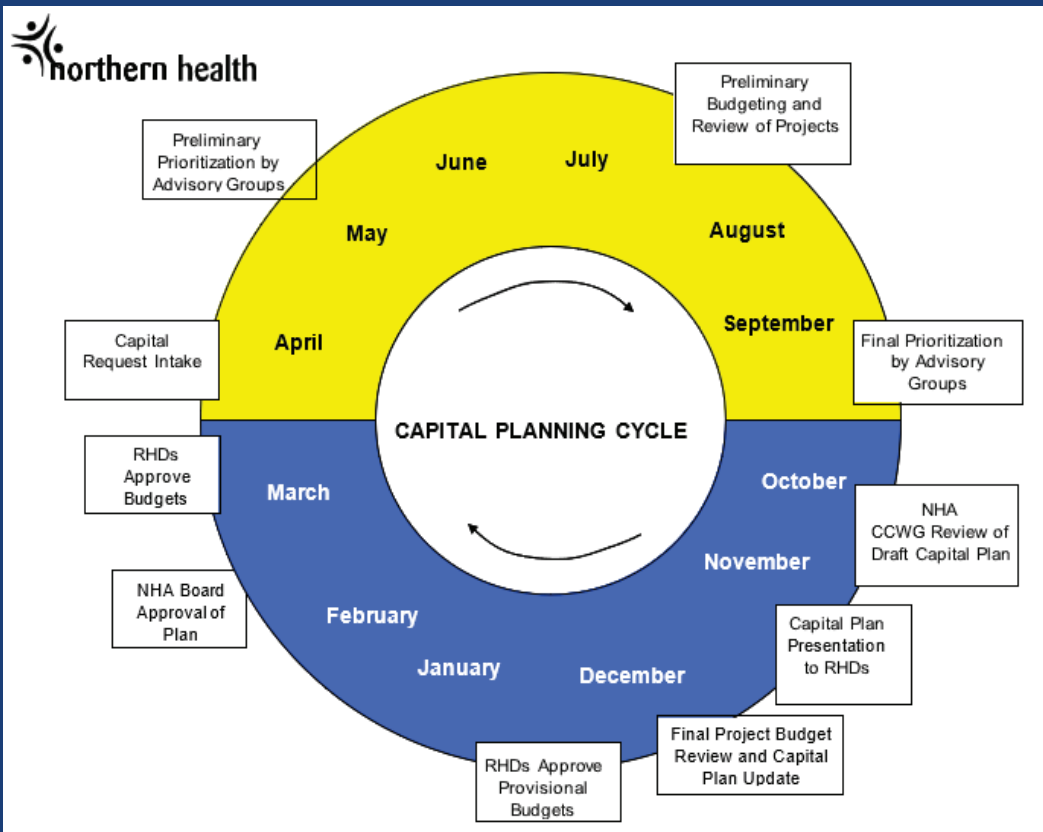 northern health
Preliminary
Budgeting and
Review of Projects
Preliminary
Prioritization by
Advisory Groups
June
July
May
August
April
September
Capital
Request Intake
Final Prioritization
by Advisory
Groups
CAPITAL PLANNING CYCLE
RHDs
Approve
Budgets
March
October
NHA
CCWG Review of
Draft Capital Plan
November
NHA Board
Approval of
Plan
February
January
December
Capital Plan
Presentation
to RHDs
Final Project Budget
Review and Capital
Plan Update
RHDs Approve
Provisional
Budgets